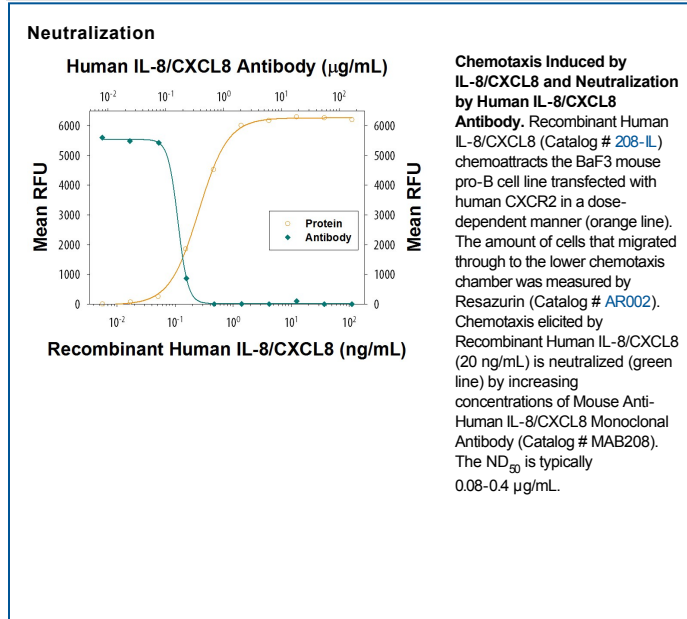 Neutralization
Human IL-8/CXCL8 Antibody (µg/mL)
10⁻² 10⁻¹ 10⁰ 10¹ 10²
6000 6000
5000 5000
4000 4000
3000 3000
2000 2000
1000 1000
0 0
Mean RFU
Mean RFU
Protein
Antibody
10⁻² 10⁻¹ 10⁰ 10¹ 10²
Recombinant Human IL-8/CXCL8 (ng/mL)
Chemotaxis Induced by
IL-8/CXCL8 and Neutralization
by Human IL-8/CXCL8
Antibody. Recombinant Human
IL-8/CXCL8 (Catalog # 208-IL)
chemoattracts the BaF3 mouse
pro-B cell line transfected with
human CXCR2 in a dose-
dependent manner (orange line).
The amount of cells that migrated
through to the lower chemotaxis
chamber was measured by
Resazurin (Catalog # AR002).
Chemotaxis elicited by
Recombinant Human IL-8/CXCL8
(20 ng/mL) is neutralized (green
line) by increasing
concentrations of Mouse Anti-
Human IL-8/CXCL8 Monoclonal
Antibody (Catalog # MAB208).
The ND₅₀ is typically
0.08-0.4 µg/mL.